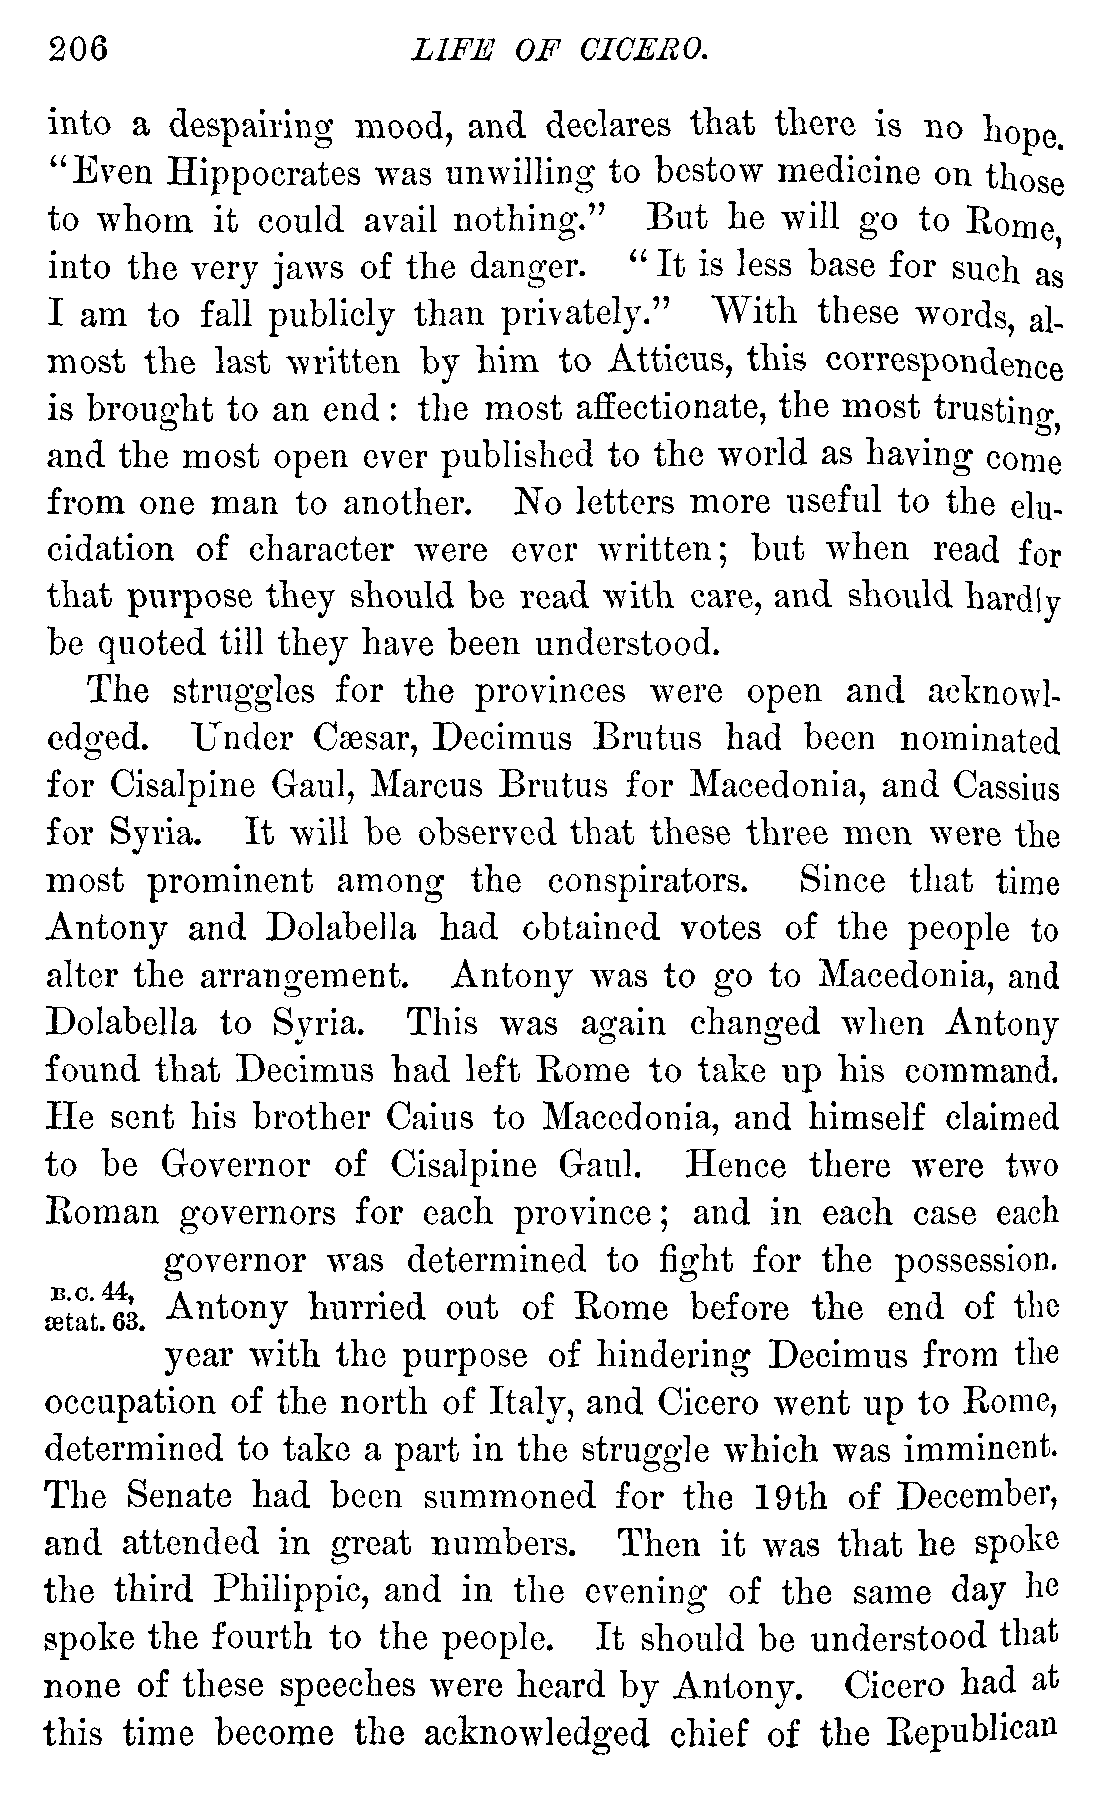 206 LIFE OF CICERO.
into a despairing mood, and declares that there is no hope.
“Even Hippocrates was unwilling to bestow medicine on those
to whom it could avail nothing.” But he will go to Rome,
into the very jaws of the danger. “It is less base for such as
I am to fall publicly than privately.” With these words, al-
most the last written by him to Atticus, this correspondence
is brought to an end: the most affectionate, the most trusting,
and the most open ever published to the world as having come
from one man to another. No letters more useful to the elu-
cidation of character were ever written; but when read for
that purpose they should be read with care, and should hardly
be quoted till they have been understood.
The struggles for the provinces were open and acknowl-
edged. Under Cæsar, Decimus Brutus had been nominated
for Cisalpine Gaul, Marcus Brutus for Macedonia, and Cassius
for Syria. It will be observed that these three men were the
most prominent among the conspirators. Since that time
Antony and Dolabella had obtained votes of the people to
alter the arrangement. Antony was to go to Macedonia, and
Dolabella to Syria. This was again changed when Antony
found that Decimus had left Rome to take up his command.
He sent his brother Caius to Macedonia, and himself claimed
to be Governor of Cisalpine Gaul. Hence there were two
Roman governors for each province; and in each case each
governor was determined to fight for the possession.
B.C. 44,
ætat. 63.
Antony hurried out of Rome before the end of the
year with the purpose of hindering Decimus from the
occupation of the north of Italy, and Cicero went up to Rome,
determined to take a part in the struggle which was imminent.
The Senate had been summoned for the 19th of December,
and attended in great numbers. Then it was that he spoke
the third Philippic, and in the evening of the same day he
spoke the fourth to the people. It should be understood that
none of these speeches were heard by Antony. Cicero had at
this time become the acknowledged chief of the Republican